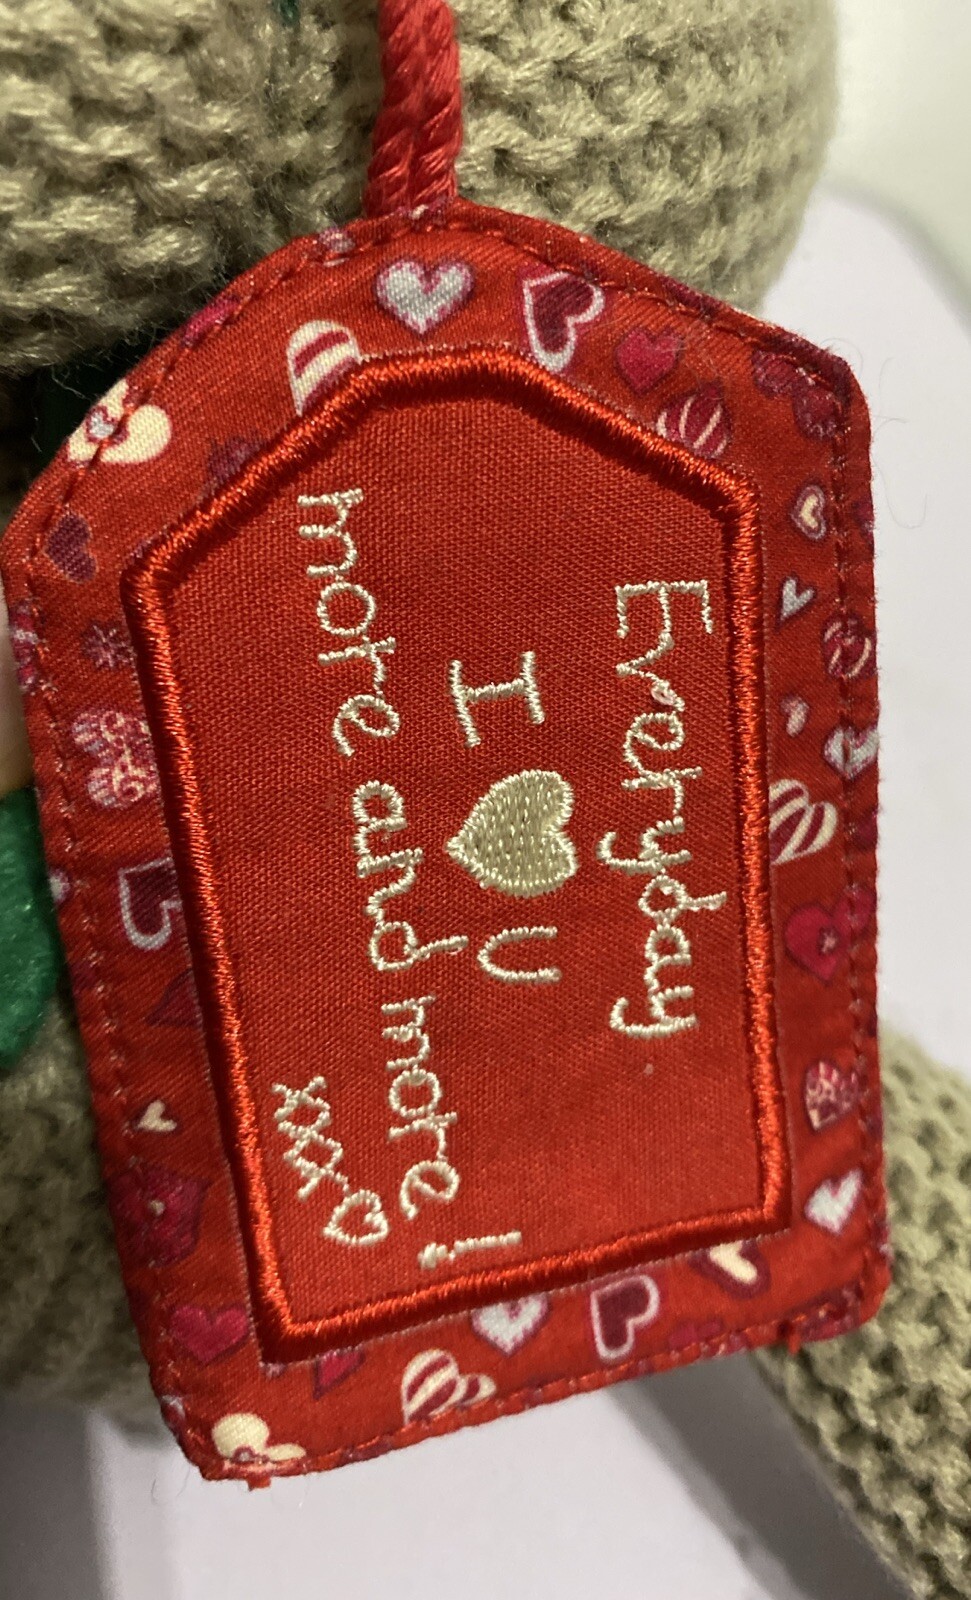 Everyday
I ♥ U
more and more!
xxx♡